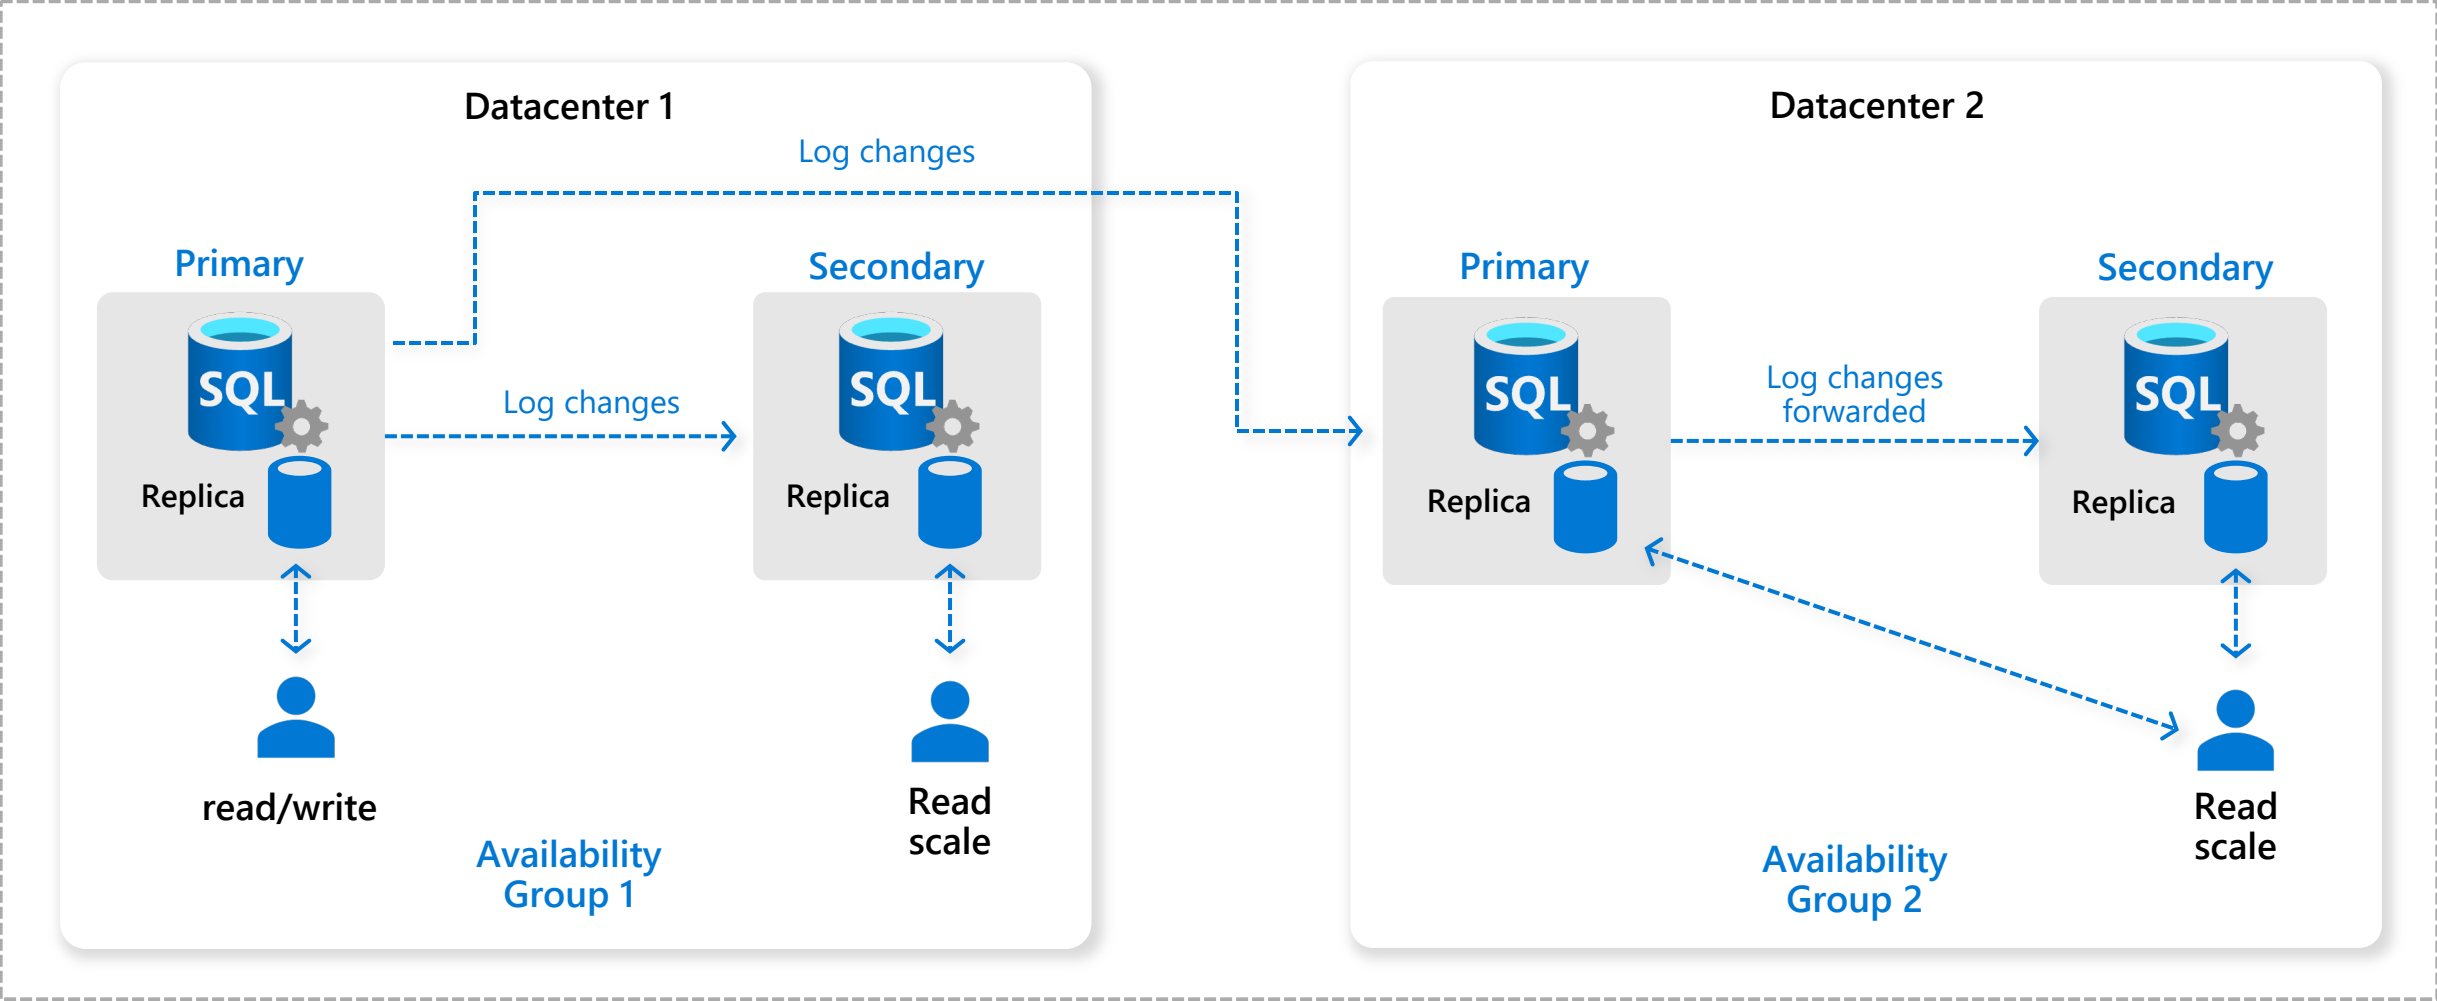 Datacenter 1
Log changes
Primary
Secondary
SQL
SQL
Log changes
Replica
Replica
read/write
Read
scale
Availability
Group 1
Datacenter 2
Primary
Secondary
SQL
SQL
Log changes
forwarded
Replica
Replica
Read
scale
Availability
Group 2